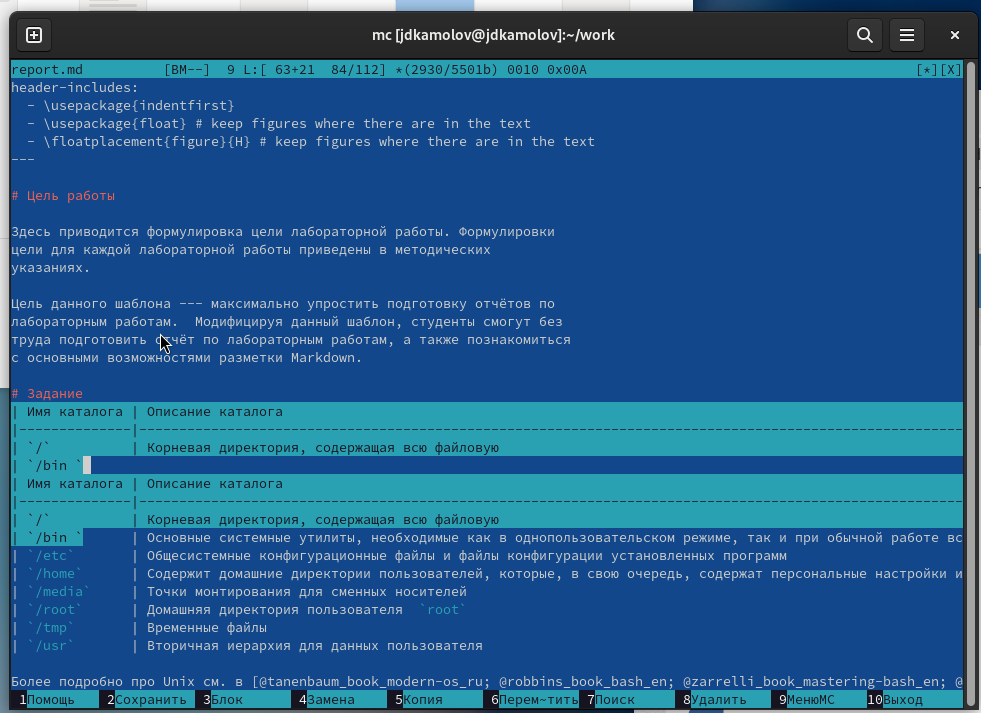 mc [jdkamolov@jdkamolov]:~/work
report.md [BM--] 9 L:[ 63+21 84/112] *(2930/5501b) 0010 0x00A [*][X]
header-includes:
- \usepackage{indentfirst}
- \usepackage{float} # keep figures where there are in the text
- \floatplacement{figure}{H} # keep figures where there are in the text
---
# Цель работы
Здесь приводится формулировка цели лабораторной работы. Формулировки
цели для каждой лабораторной работы приведены в методических
указаниях.
Цель данного шаблона --- максимально упростить подготовку отчётов по
лабораторным работам.  Модифицируя данный шаблон, студенты смогут без
труда подготовить отчёт по лабораторным работам, а также познакомиться
с основными возможностями разметки Markdown.
# Задание
| Имя каталога | Описание каталога
|--------------|-------------------------------------------------------------------------------------------------------
| `/` | Корневая директория, содержащая всю файловую
| `/bin `
| Имя каталога | Описание каталога
|--------------|-------------------------------------------------------------------------------------------------------
| `/` | Корневая директория, содержащая всю файловую
| `/bin ` | Основные системные утилиты, необходимые как в однопользовательском режиме, так и при обычной работе вс
| `/etc` | Общесистемные конфигурационные файлы и файлы конфигурации установленных программ
| `/home` | Содержит домашние директории пользователей, которые, в свою очередь, содержат персональные настройки и
| `/media` | Точки монтирования для сменных носителей
| `/root` | Домашняя директория пользователя  `root`
| `/tmp` | Временные файлы
| `/usr` | Вторичная иерархия для данных пользователя
Более подробно про Unix см. в [@tanenbaum_book_modern-os_ru; @robbins_book_bash_en; @zarrelli_book_mastering-bash_en; @
1Помощь 2Сохранить 3Блок 4Замена 5Копия 6Перем~тить 7Поиск 8Удалить 9МенюМС 10Выход